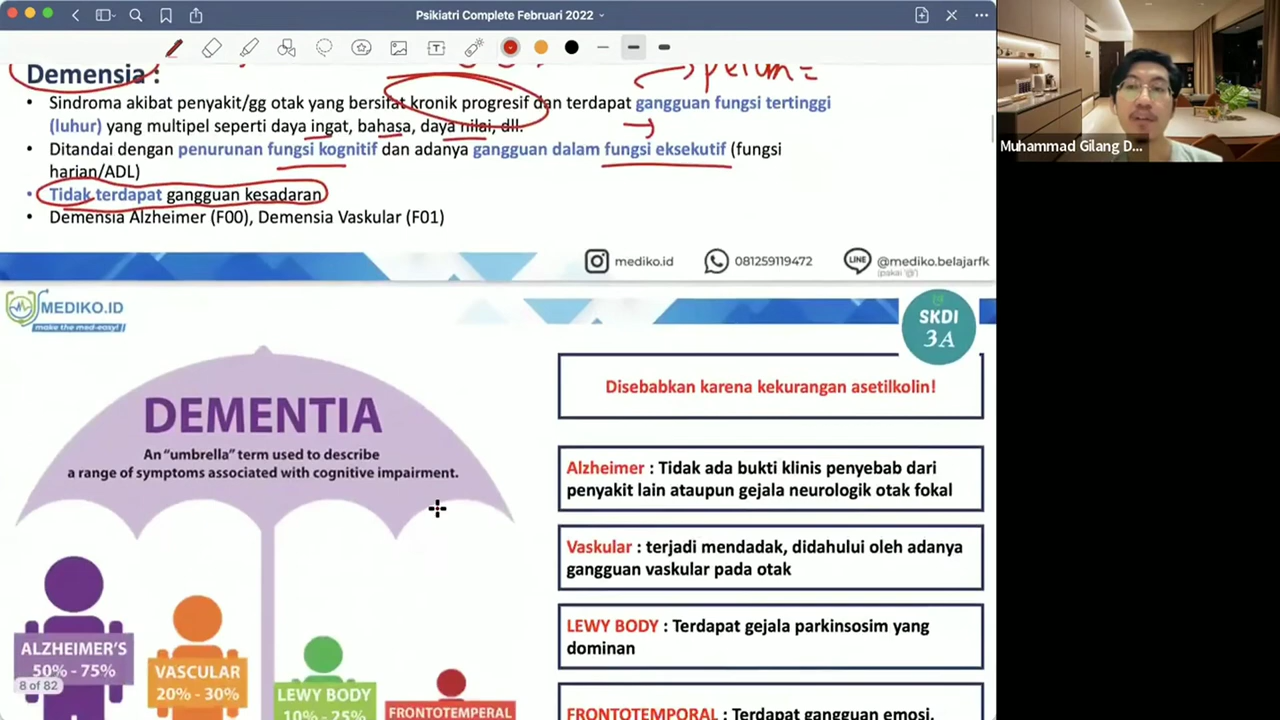 Psikiatri Complete Februari 2022
Demensia :
Sindroma akibat penyakit/gg otak yang bersifat kronik progresif dan terdapat gangguan fungsi tertinggi
(luhur) yang multipel seperti daya ingat, bahasa, daya nilai, dll.
Ditandai dengan penurunan fungsi kognitif dan adanya gangguan dalam fungsi eksekutif (fungsi
harian/ADL)
Tidak terdapat gangguan kesadaran
Demensia Alzheimer (F00), Demensia Vaskular (F01)
mediko.id
081259119472
LINE
@mediko.belajarfk
(pakai '@')
Muhammad Gilang D...
MEDIKO.ID
make the med-easy!
SKDI
3A
DEMENTIA
An “umbrella” term used to describe
a range of symptoms associated with cognitive impairment.
ALZHEIMER'S
50% - 75%
VASCULAR
20% - 30%
LEWY BODY
10% - 25%
FRONTOTEMPERAL
8 of 82
Disebabkan karena kekurangan asetilkolin!
Alzheimer : Tidak ada bukti klinis penyebab dari
penyakit lain ataupun gejala neurologik otak fokal
Vaskular : terjadi mendadak, didahului oleh adanya
gangguan vaskular pada otak
LEWY BODY : Terdapat gejala parkinsosim yang
dominan
FRONTOTEMPORAL : Terdapat gangguan emosi,